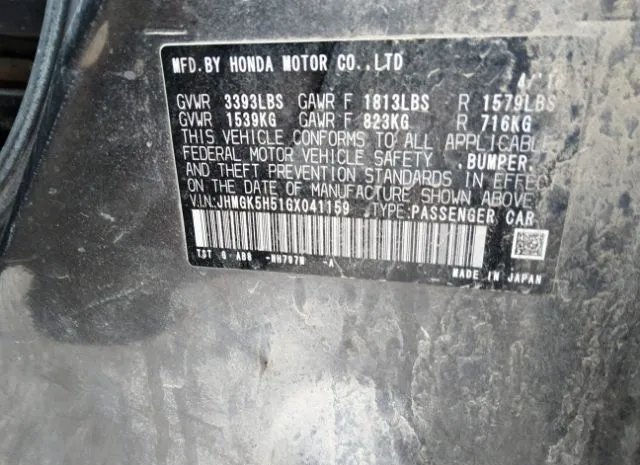 MFD.BY HONDA MOTOR CO.,LTD
GVWR 3393LBS GAWR F 1813LBS R 1579LBS
GVWR 1539KG GAWR F 823KG R 716KG
THIS VEHICLE CONFORMS TO ALL APPLICABLE
FEDERAL MOTOR VEHICLE SAFETY ,BUMPER,
AND THEFT PREVENTION STANDARDS IN EFFECT
ON DATE OF MANUFACTURE SHOWN ABOVE
V.I.N:JHMGK5H51GX041159 TYPE:PASSENGER CAR
MADE IN JAPAN